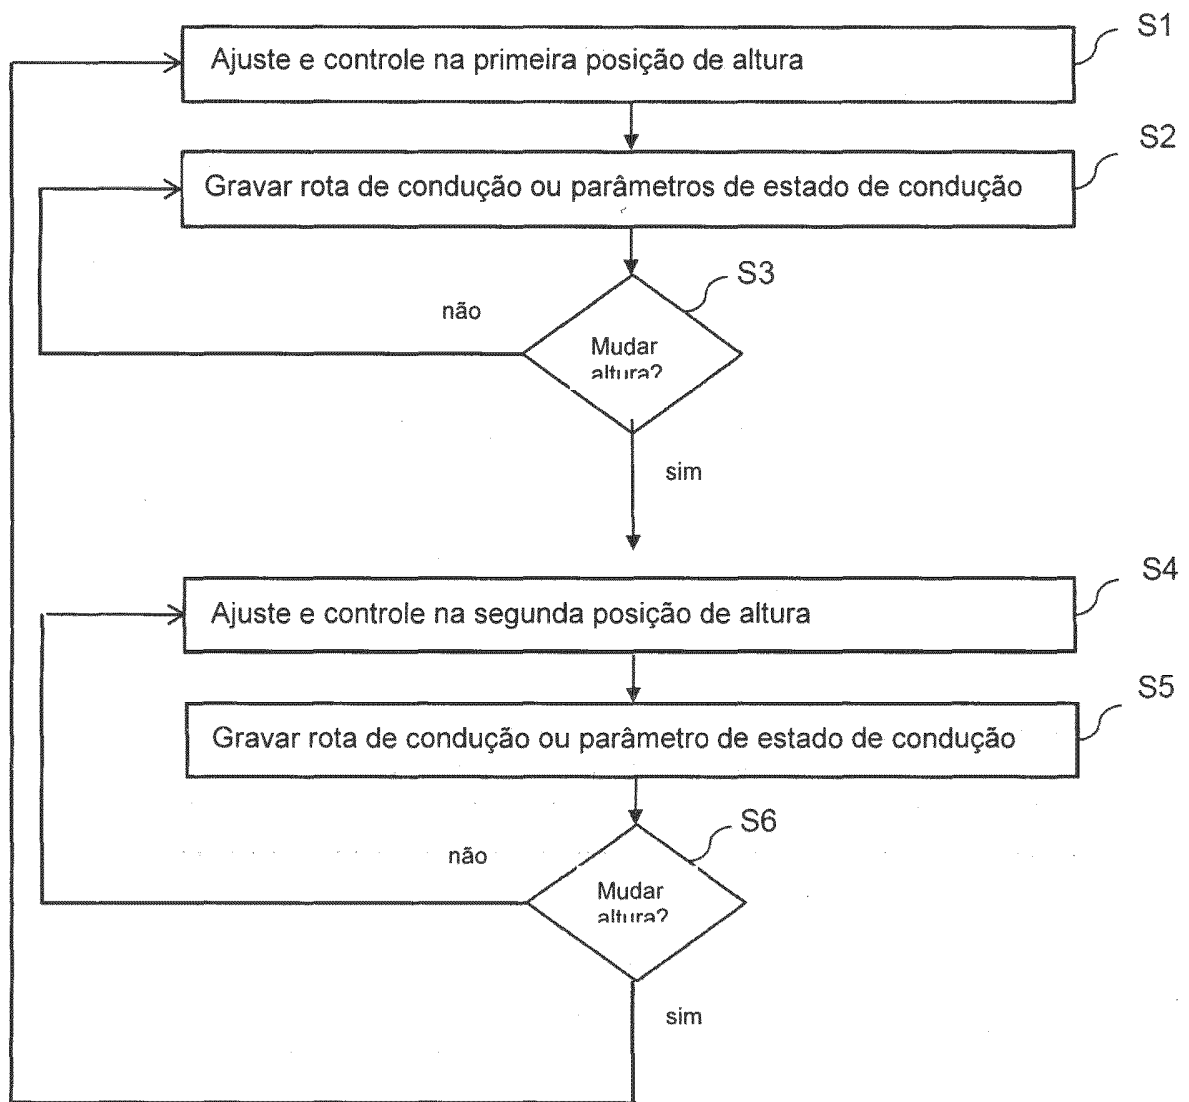 S1
Ajuste e controle na primeira posição de altura
S2
Gravar rota de condução ou parâmetros de estado de condução
S3
não
Mudar
altura?
sim
S4
Ajuste e controle na segunda posição de altura
S5
Gravar rota de condução ou parâmetro de estado de condução
S6
não
Mudar
altura?
sim